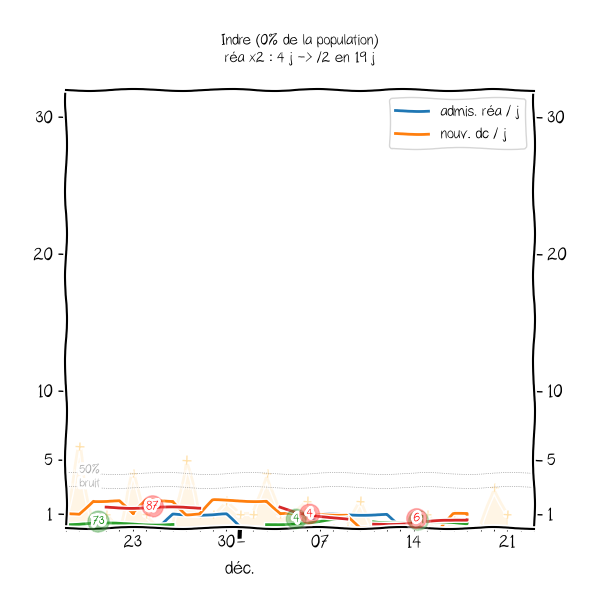 Indre (0% de la population)
réa x2 : 4 j -> /2 en 19 j
admis. réa / j
nouv. dc / j
30 30
20 20
10 10
5 5
50%
bruit
1 1
73 87 4 4 6
23 30 07 14 21
déc.